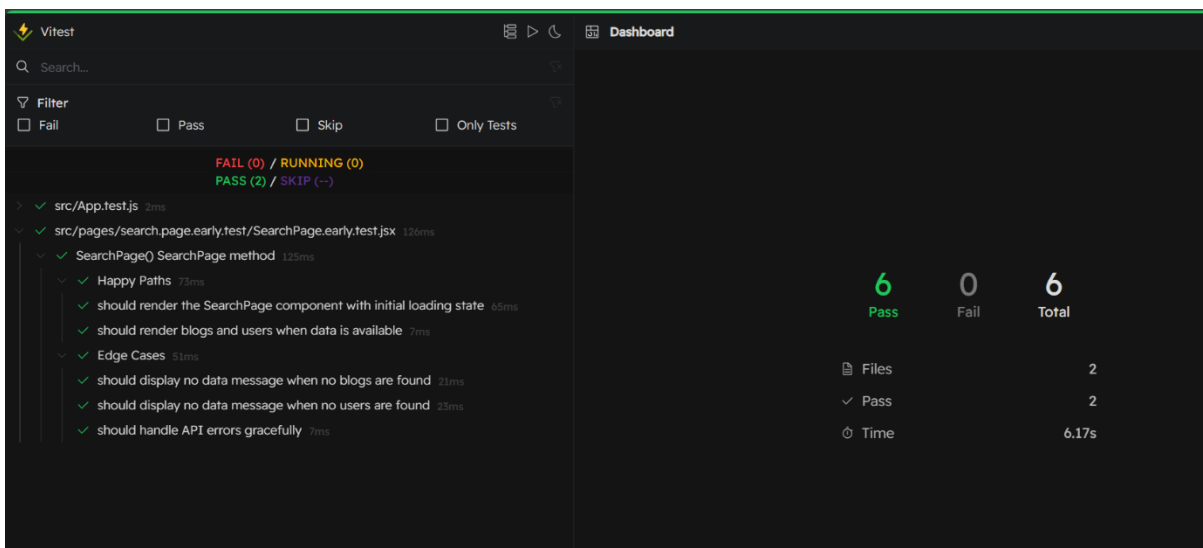 Vitest
Search...
Filter
Fail Pass Skip Only Tests
FAIL (0) / RUNNING (0)
PASS (2) / SKIP (--)
src/App.test.js 2ms
src/pages/search.page.early.test/SearchPage.early.test.jsx 126ms
SearchPage() SearchPage method 125ms
Happy Paths 73ms
should render the SearchPage component with initial loading state 65ms
should render blogs and users when data is available 7ms
Edge Cases 51ms
should display no data message when no blogs are found 21ms
should display no data message when no users are found 23ms
should handle API errors gracefully 7ms
Dashboard
6 0 6
Pass Fail Total
Files 2
Pass 2
Time 6.17s